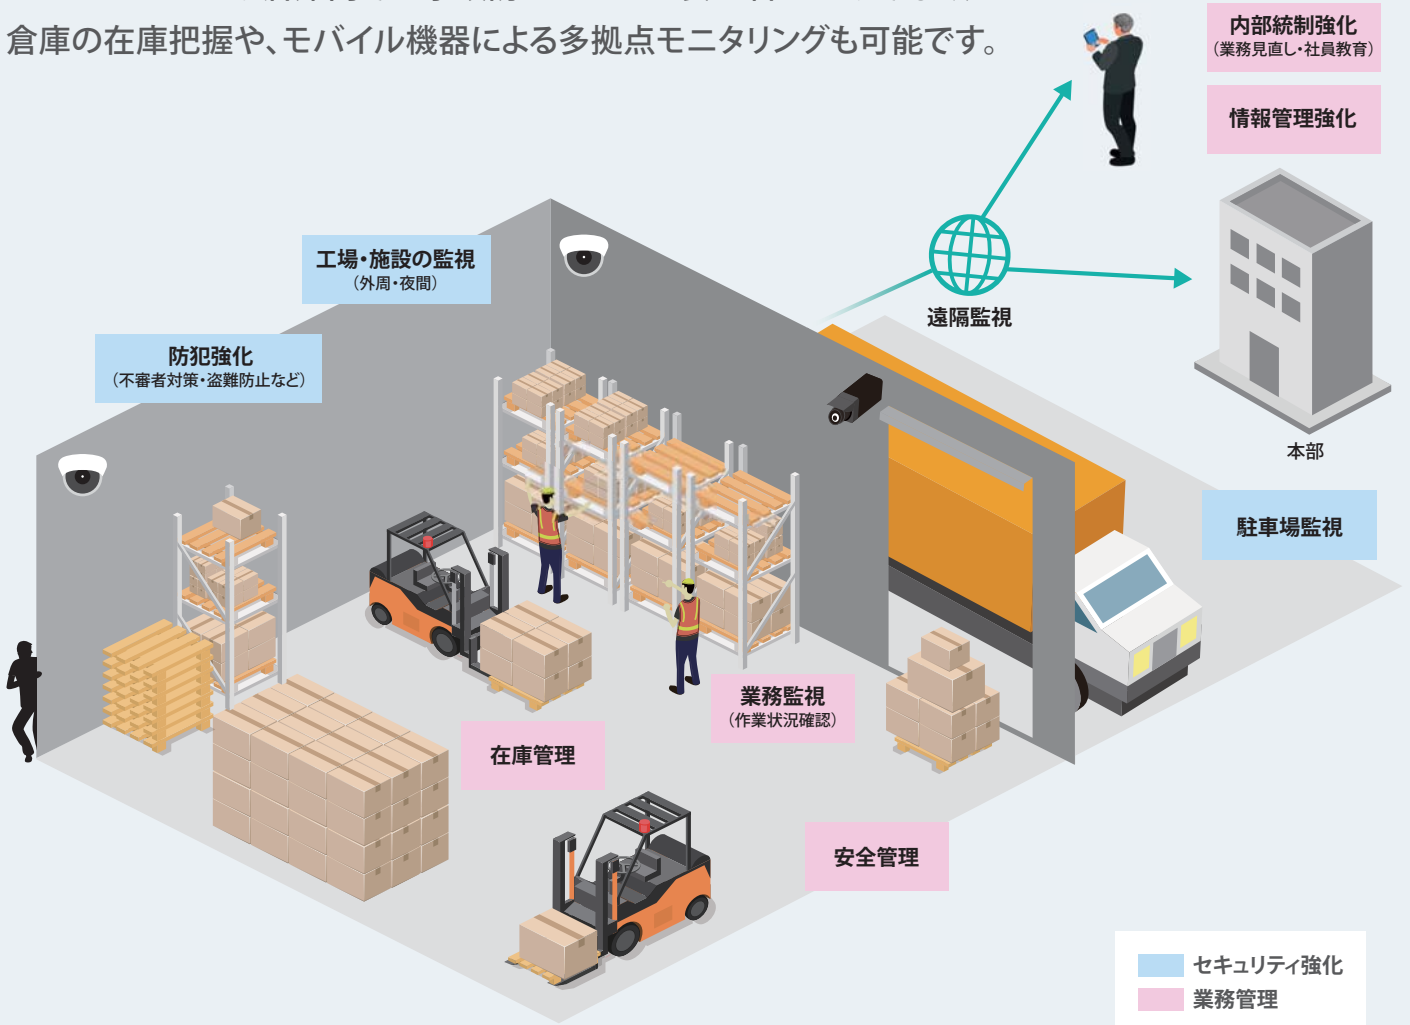 倉庫の在庫把握や、モバイル機器による多拠点モニタリングも可能です。
内部統制強化
（業務見直し・社員教育）
情報管理強化
工場・施設の監視
（外周・夜間）
遠隔監視
防犯強化
（不審者対策・盗難防止など）
本部
駐車場監視
業務監視
（作業状況確認）
在庫管理
安全管理
セキュリティ強化
業務管理